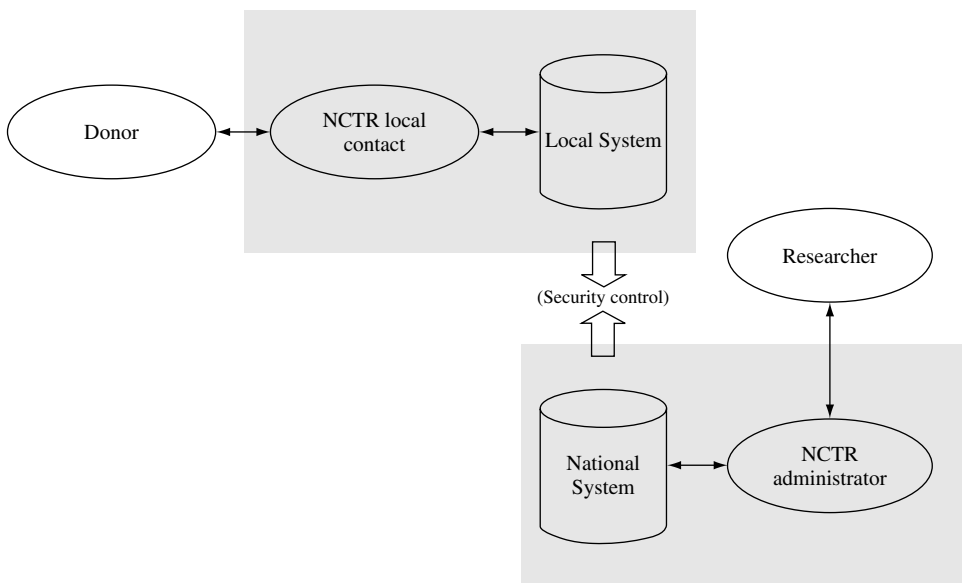 Donor
NCTR local
contact
Local System
(Security control)
Researcher
National
System
NCTR
administrator